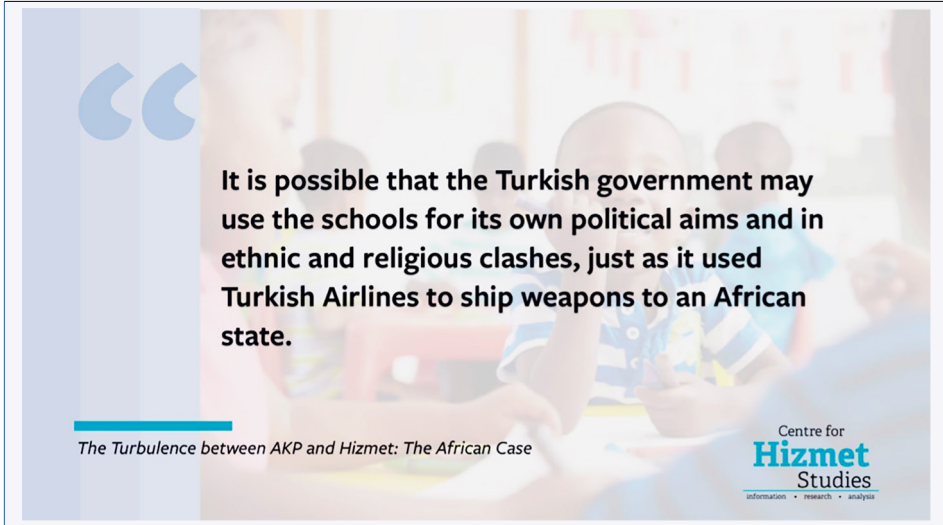 “
It is possible that the Turkish government may
use the schools for its own political aims and in
ethnic and religious clashes, just as it used
Turkish Airlines to ship weapons to an African
state.
The Turbulence between AKP and Hizmet: The African Case
Centre for
Hizmet
Studies
information • research • analysis